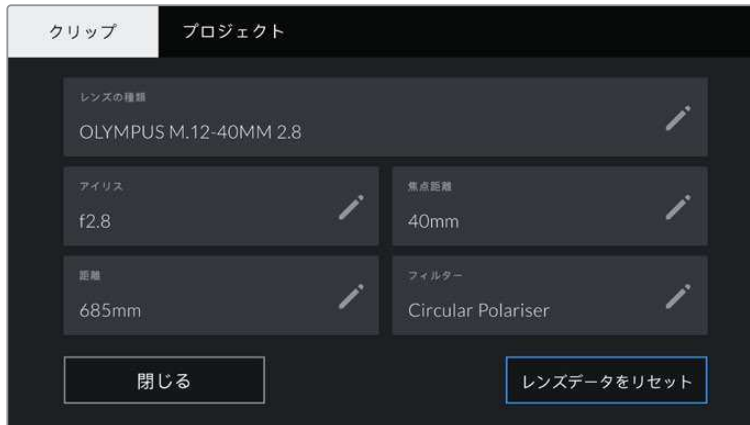 クリップ プロジェクト
レンズの種類
OLYMPUS M.12-40MM 2.8
アイリス
f2.8
焦点距離
40mm
距離
685mm
フィルター
Circular Polariser
閉じる レンズデータをリセット